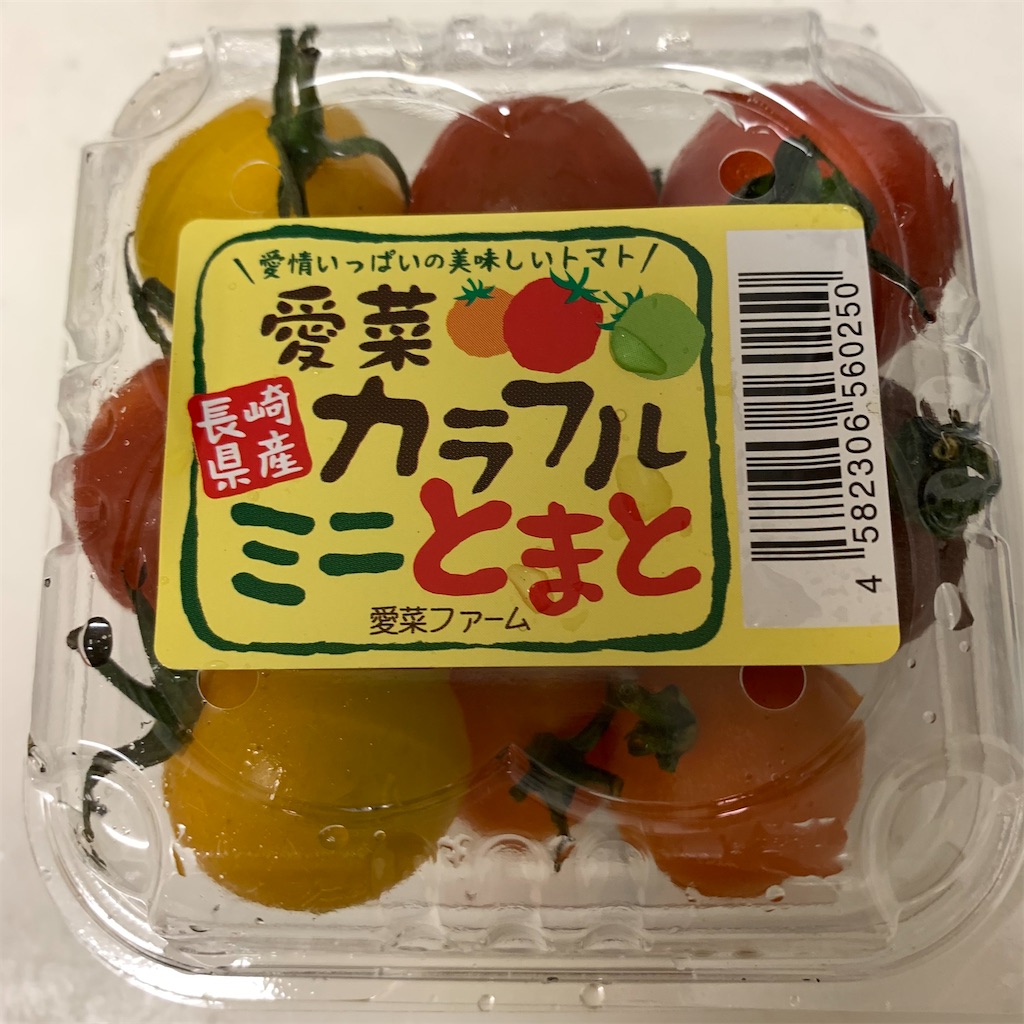 \愛情いっぱいの美味しいトマト/
愛菜
カラフル
長崎
県産
ミニとまと
愛菜ファーム
4 582306 560250